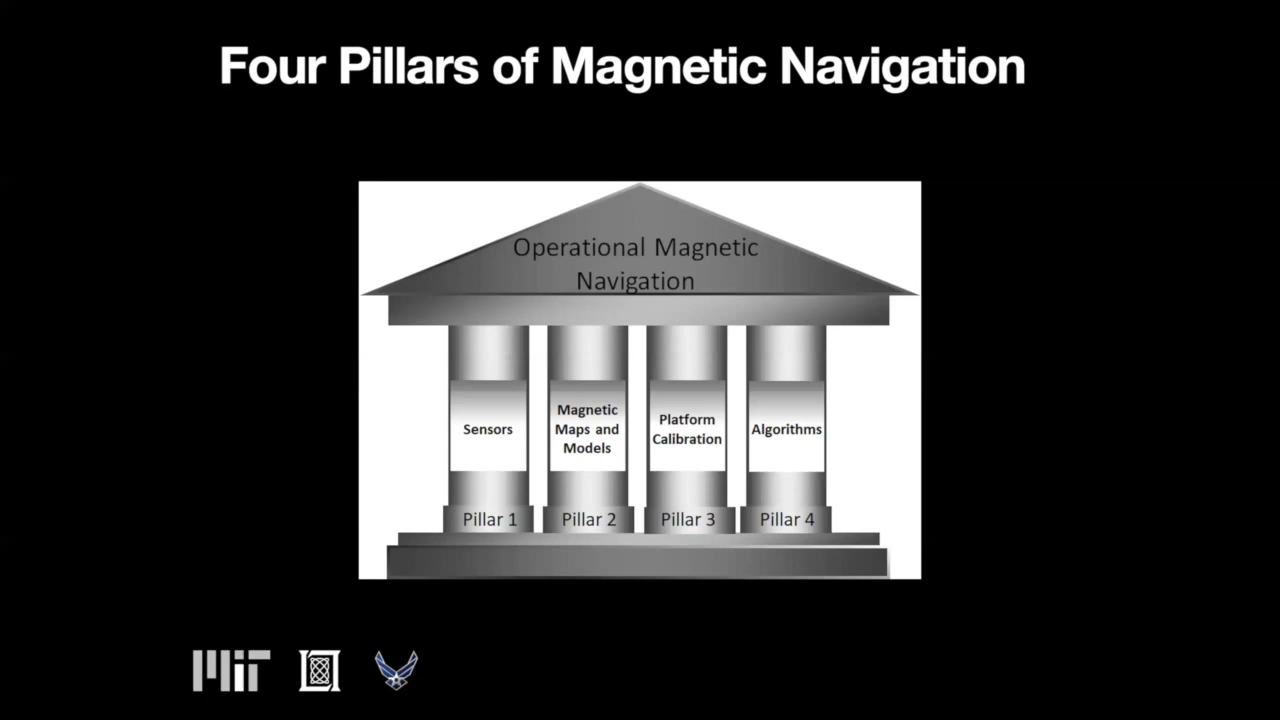 Four Pillars of Magnetic Navigation
Operational Magnetic
Navigation
Sensors
Magnetic
Maps and
Models
Platform
Calibration
Algorithms
Pillar 1
Pillar 2
Pillar 3
Pillar 4
MIT